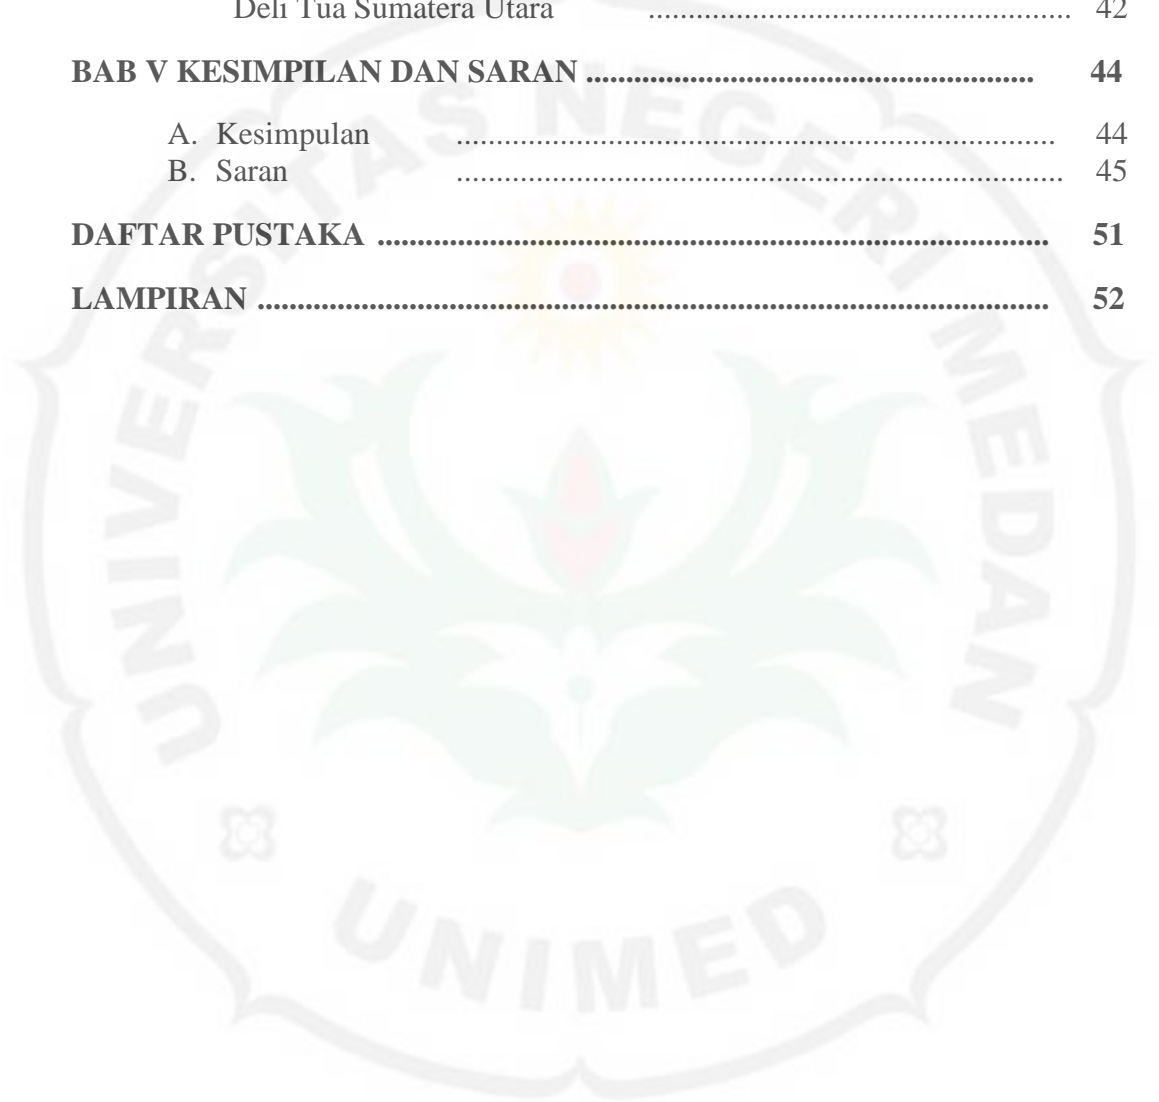 Deli Tua Sumatera Utara ..................................................... 42
BAB V KESIMPILAN DAN SARAN ........................................................ 44
A. Kesimpulan ........................................................................... 44
B. Saran ............................................................................ 45
DAFTAR PUSTAKA .................................................................................... 51
LAMPIRAN ................................................................................................... 52
UNIVERSITAS NEGERI MEDAN
UNIMED